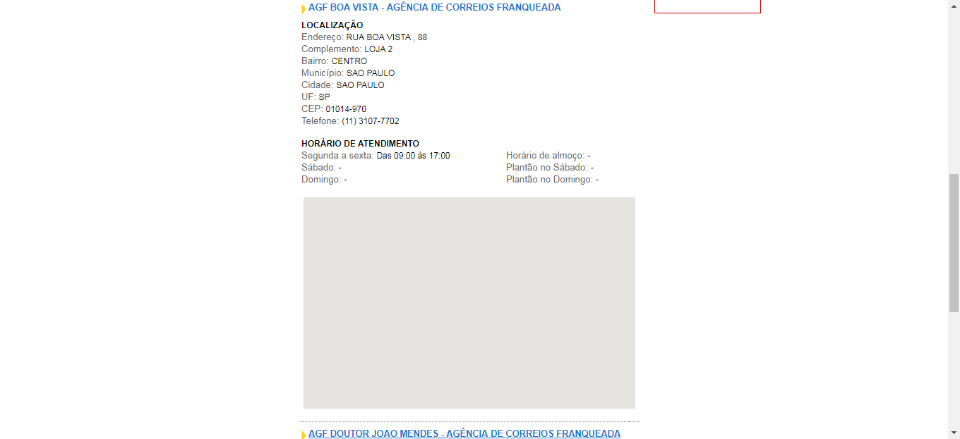 AGF BOA VISTA - AGÊNCIA DE CORREIOS FRANQUEADA
LOCALIZAÇÃO
Endereço: RUA BOA VISTA , 88
Complemento: LOJA 2
Bairro: CENTRO
Município: SAO PAULO
Cidade: SAO PAULO
UF: SP
CEP: 01014-970
Telefone: (11) 3107-7702
HORÁRIO DE ATENDIMENTO
Segunda a sexta: Das 09:00 às 17:00
Horário de almoço: -
Sábado: -
Plantão no Sábado: -
Domingo: -
Plantão no Domingo: -
AGF DOUTOR JOAO MENDES - AGÊNCIA DE CORREIOS FRANQUEADA